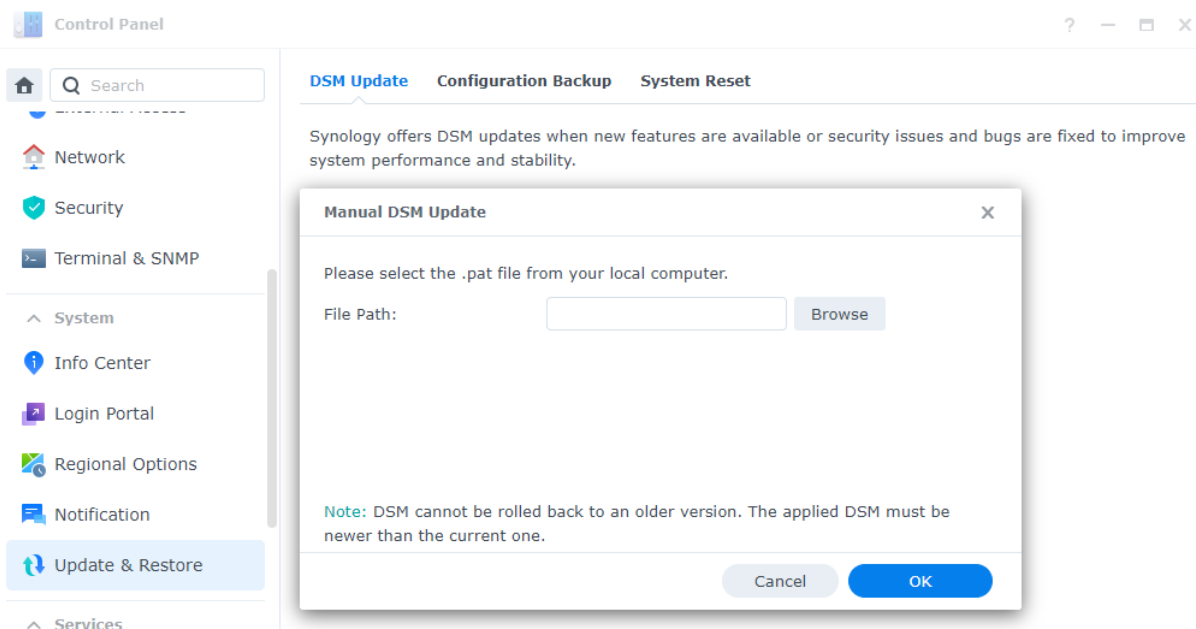 Control Panel
Search
Network
Security
Terminal & SNMP
System
Info Center
Login Portal
Regional Options
Notification
Update & Restore
Services
DSM Update Configuration Backup System Reset
Synology offers DSM updates when new features are available or security issues and bugs are fixed to improve
system performance and stability.
Manual DSM Update
Please select the .pat file from your local computer.
File Path:
Browse
Note: DSM cannot be rolled back to an older version. The applied DSM must be
newer than the current one.
Cancel OK